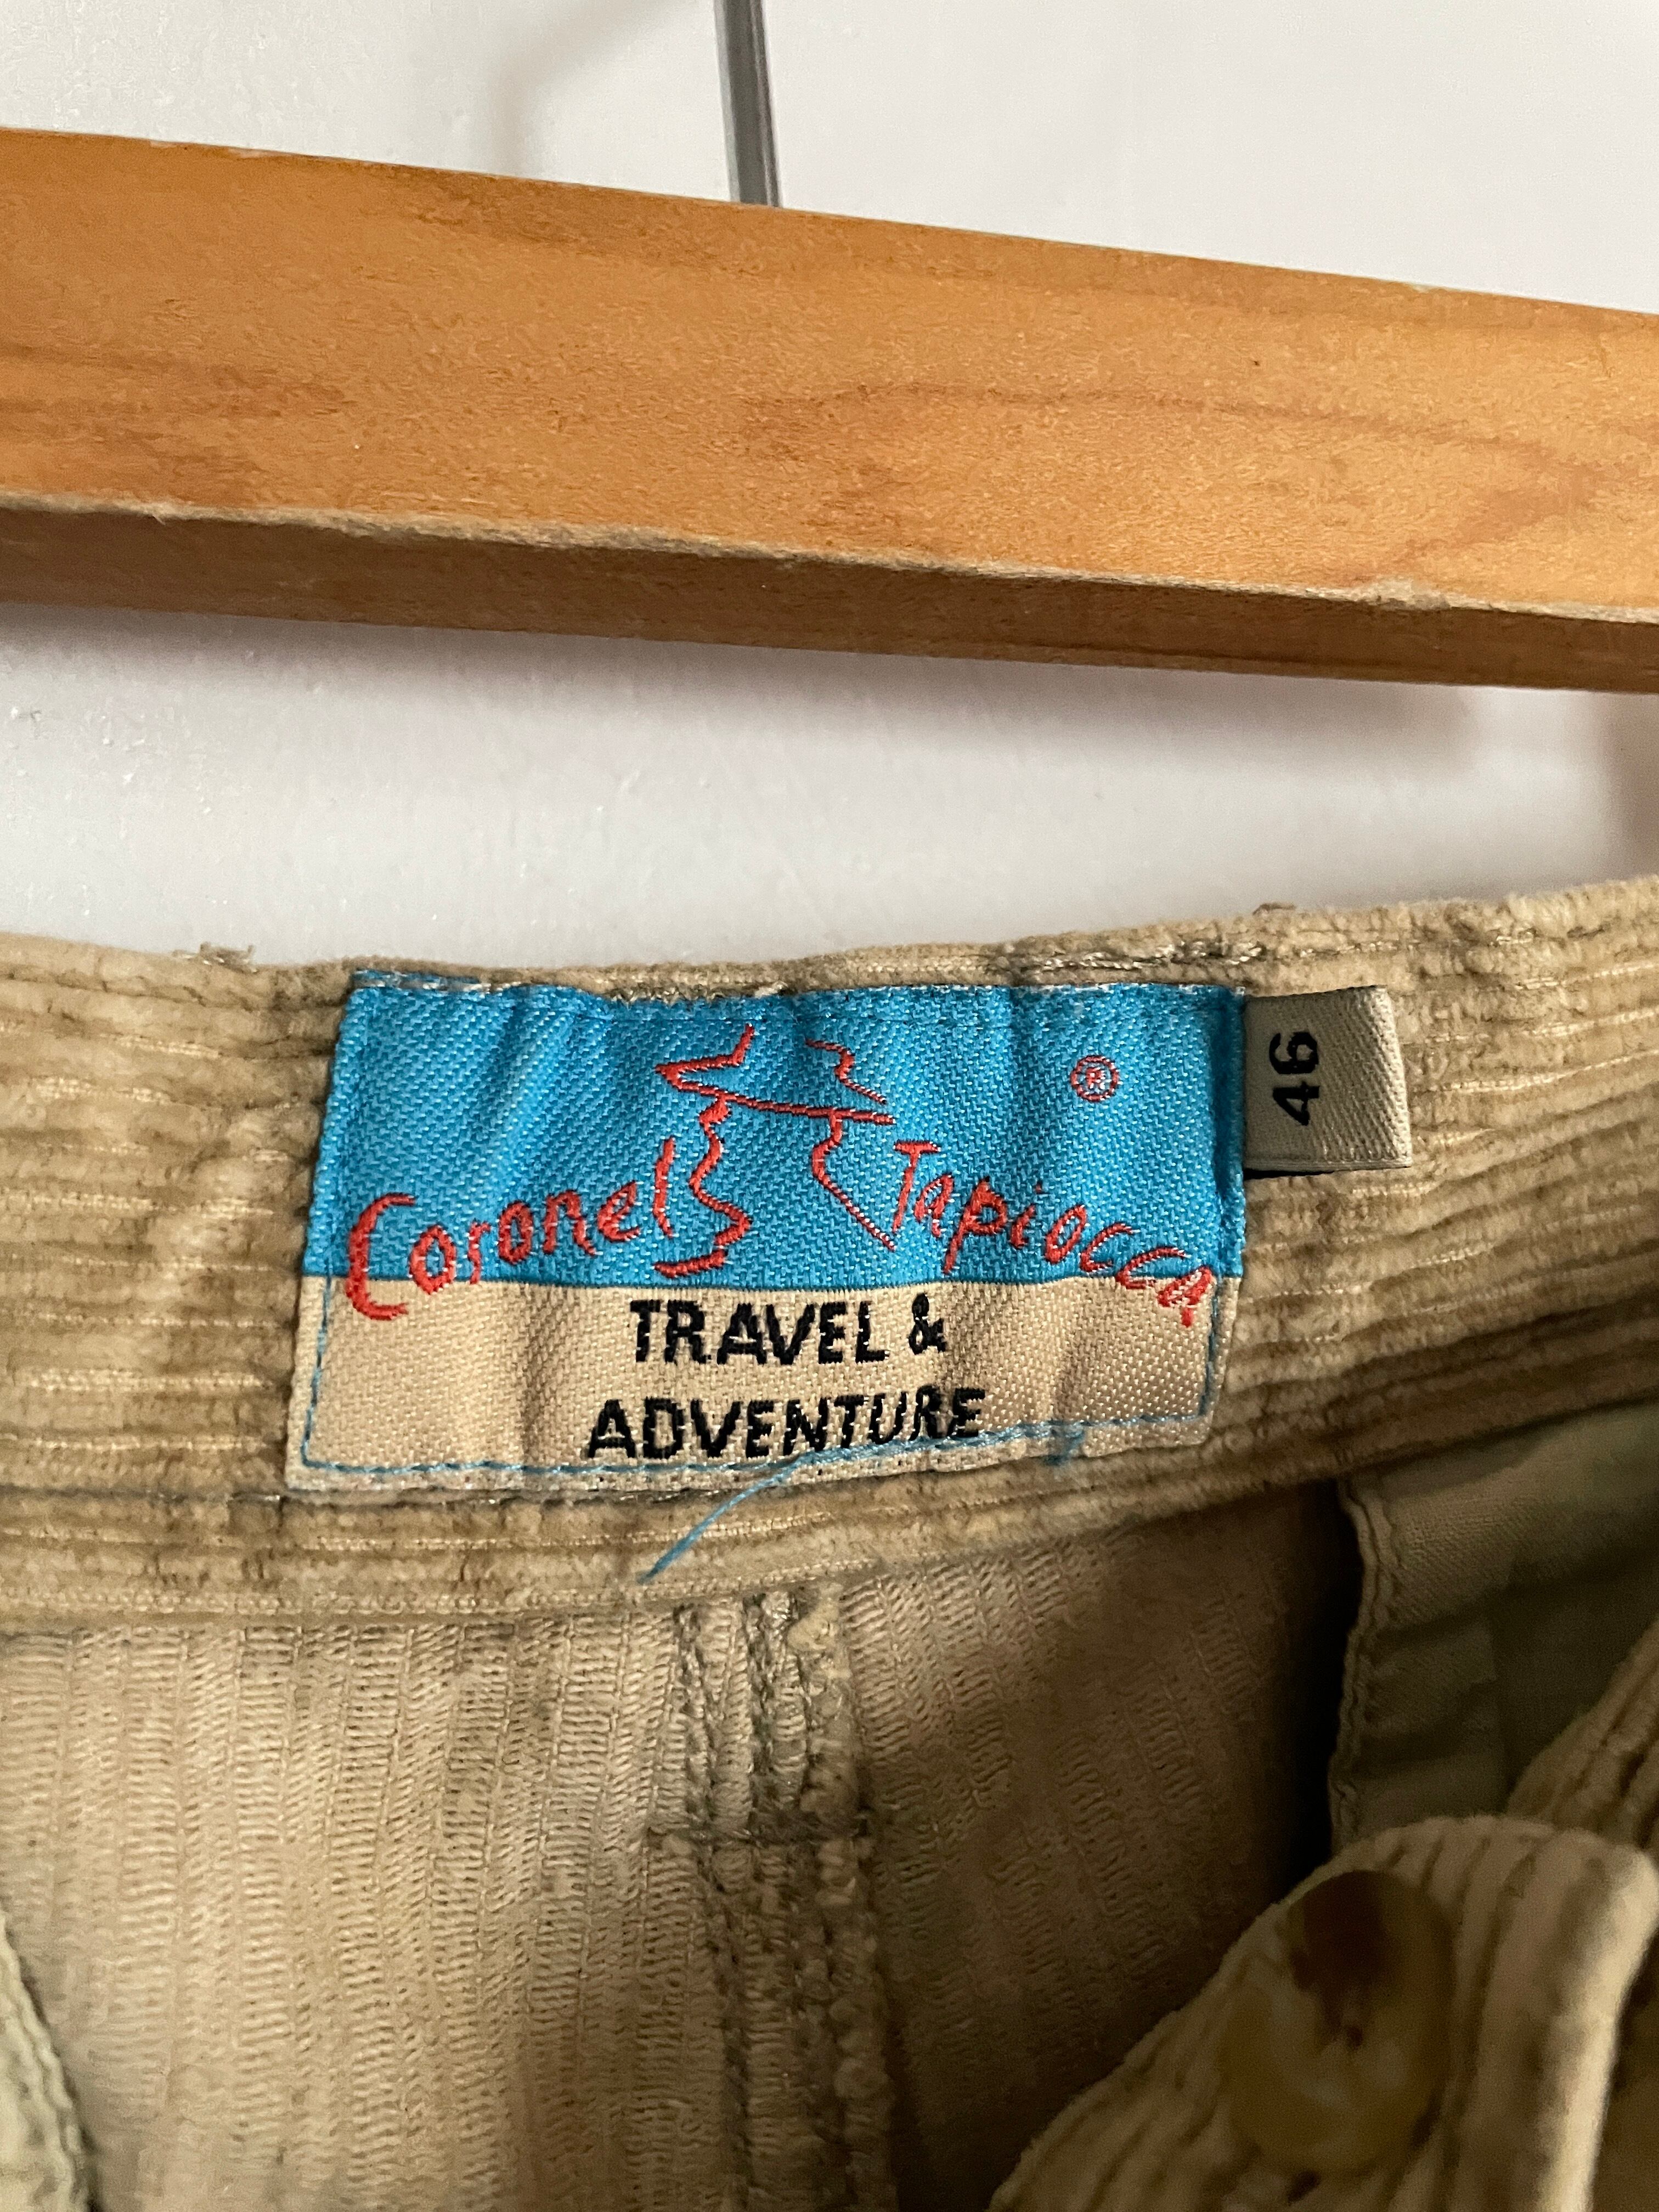 Coronel Tapiocca ®
TRAVEL &
ADVENTURE
46